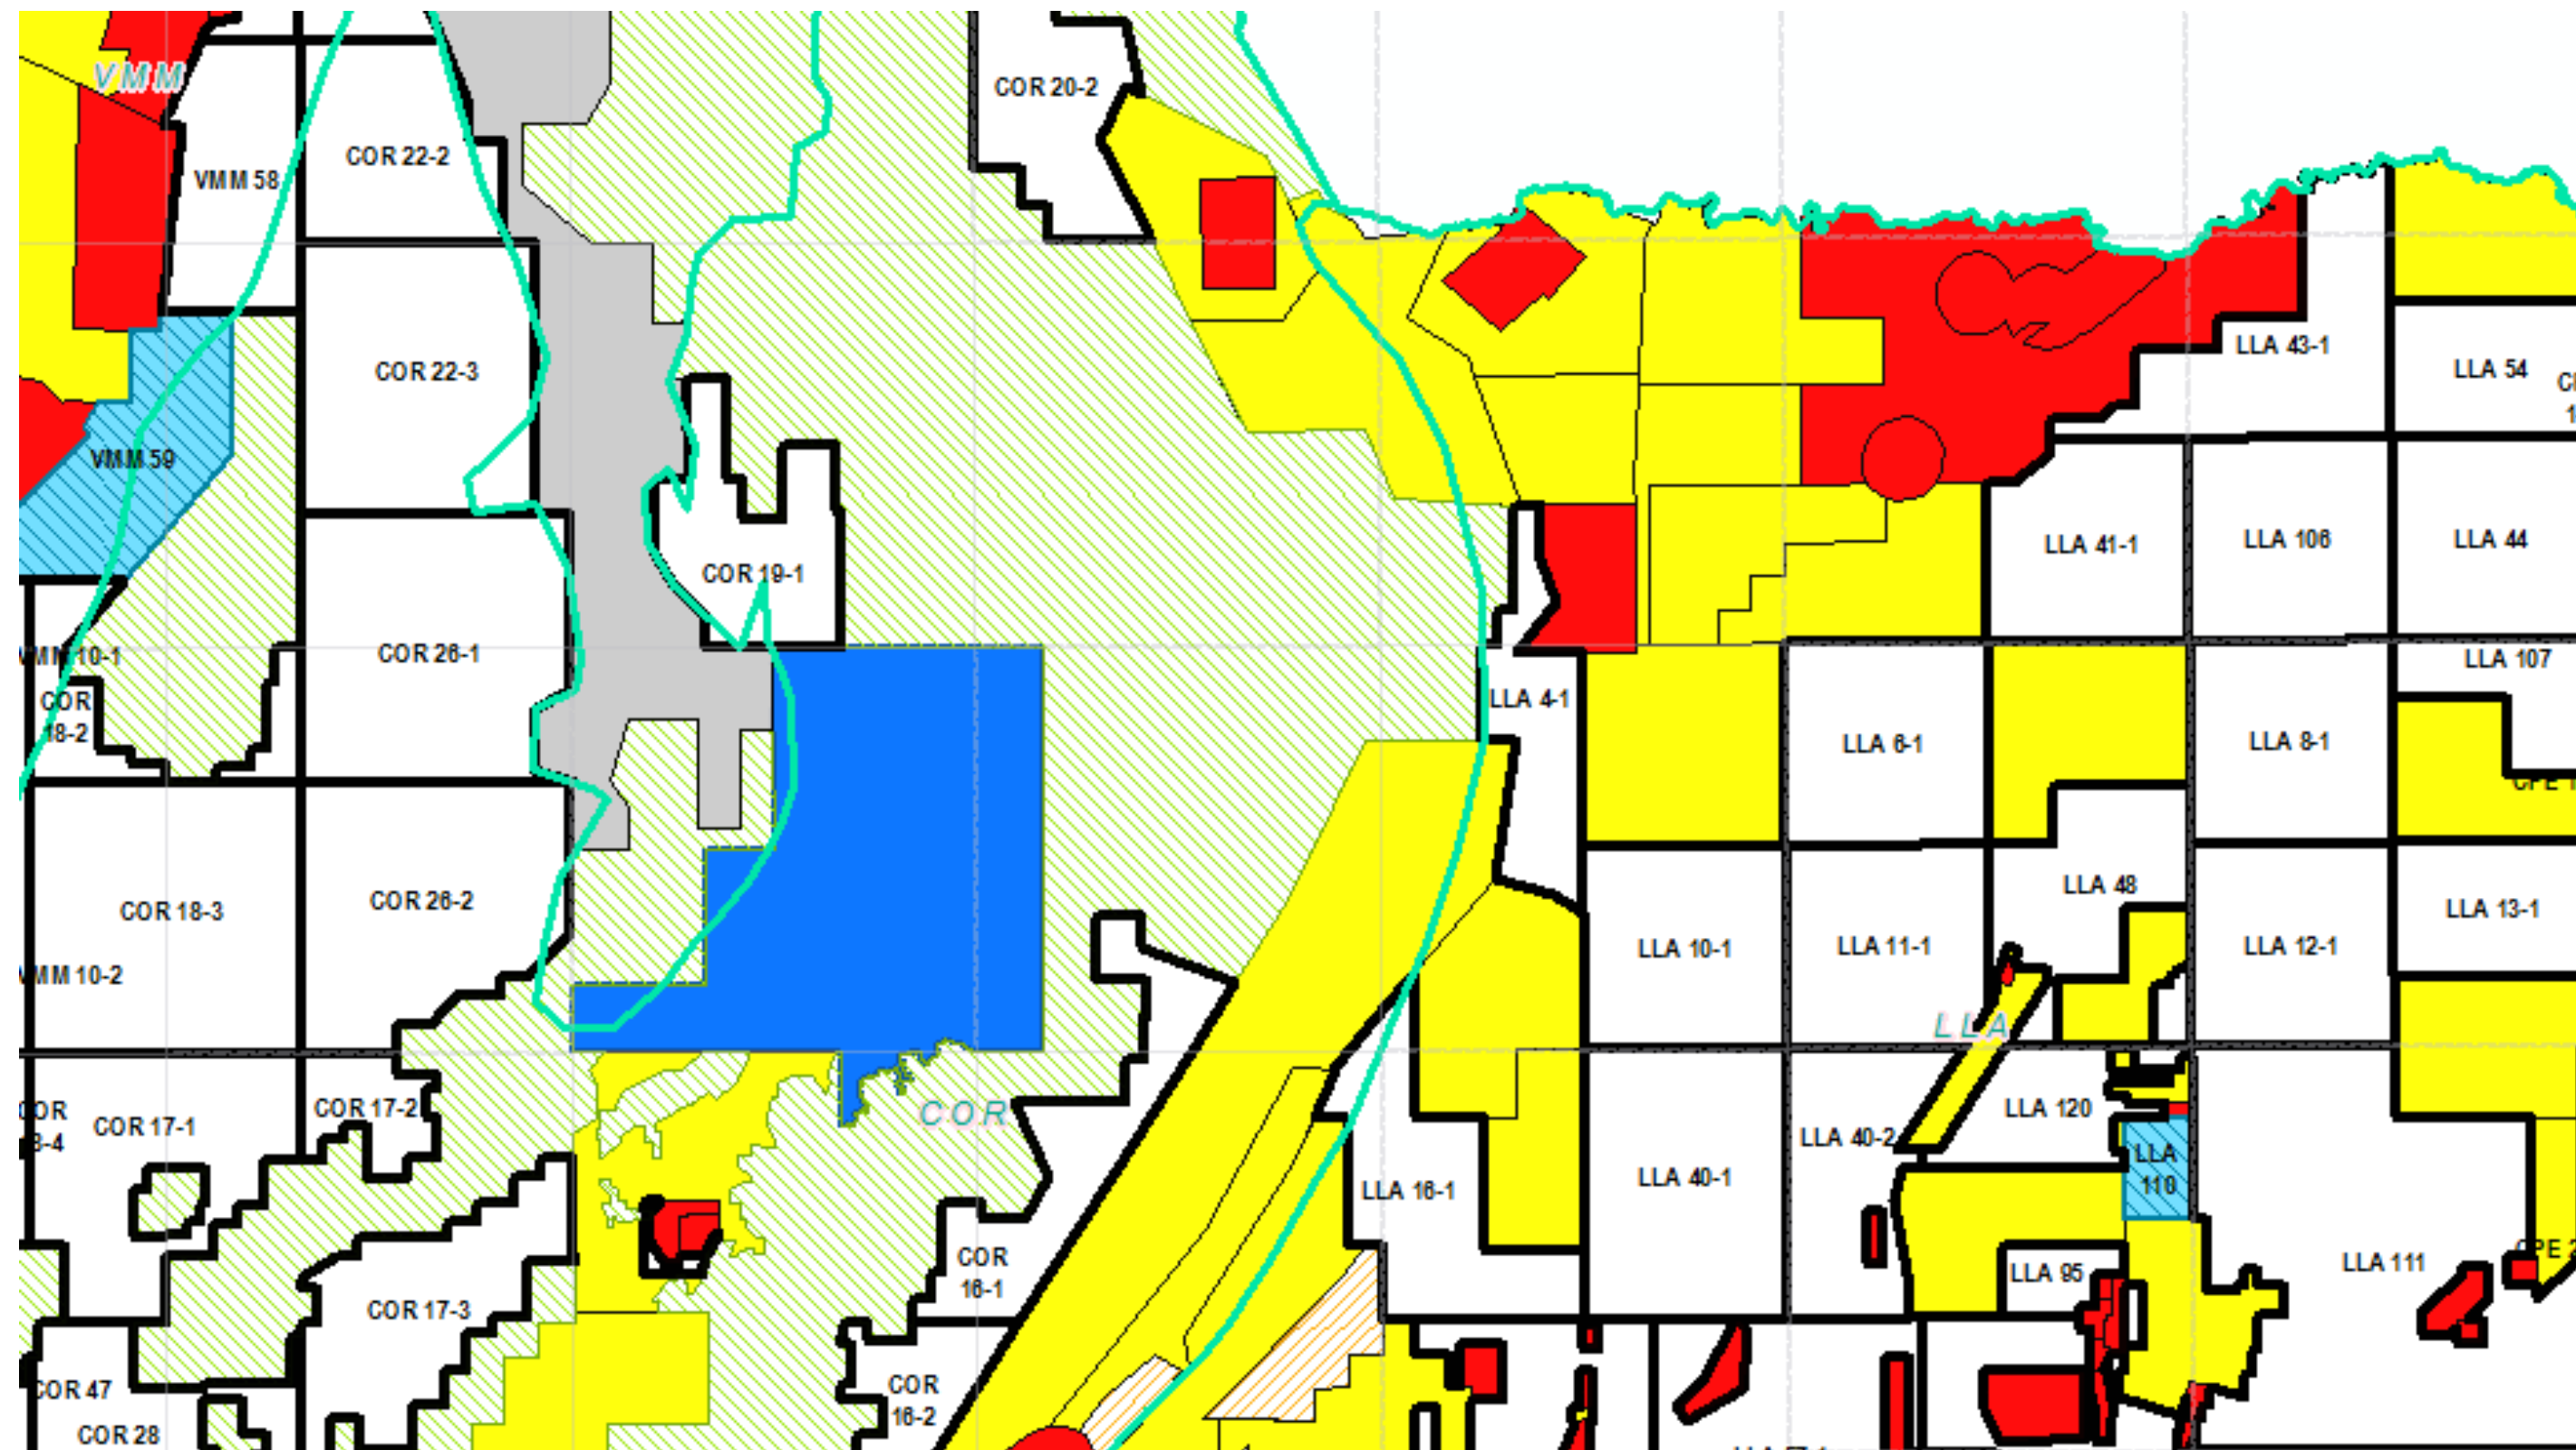 VMM
COR 20-2
COR 22-2
VMM 58
LLA 43-1
COR 22-3
LLA 54
VMM 59
LLA 41-1
LLA 106
LLA 44
COR 19-1
COR 26-1
VMM 10-1
LLA 107
COR
18-2
LLA 4-1
LLA 6-1
LLA 8-1
LLA 48
COR 26-2
COR 18-3
LLA 13-1
LLA 10-1
LLA 11-1
LLA 12-1
VMM 10-2
LLA
COR
COR 17-2
COR 17-1
LLA 120
LLA 40-2
LLA
110
LLA 40-1
LLA 16-1
COR
16-1
LLA 95
LLA 111
COR 17-3
COR 47
COR
16-2
COR 28